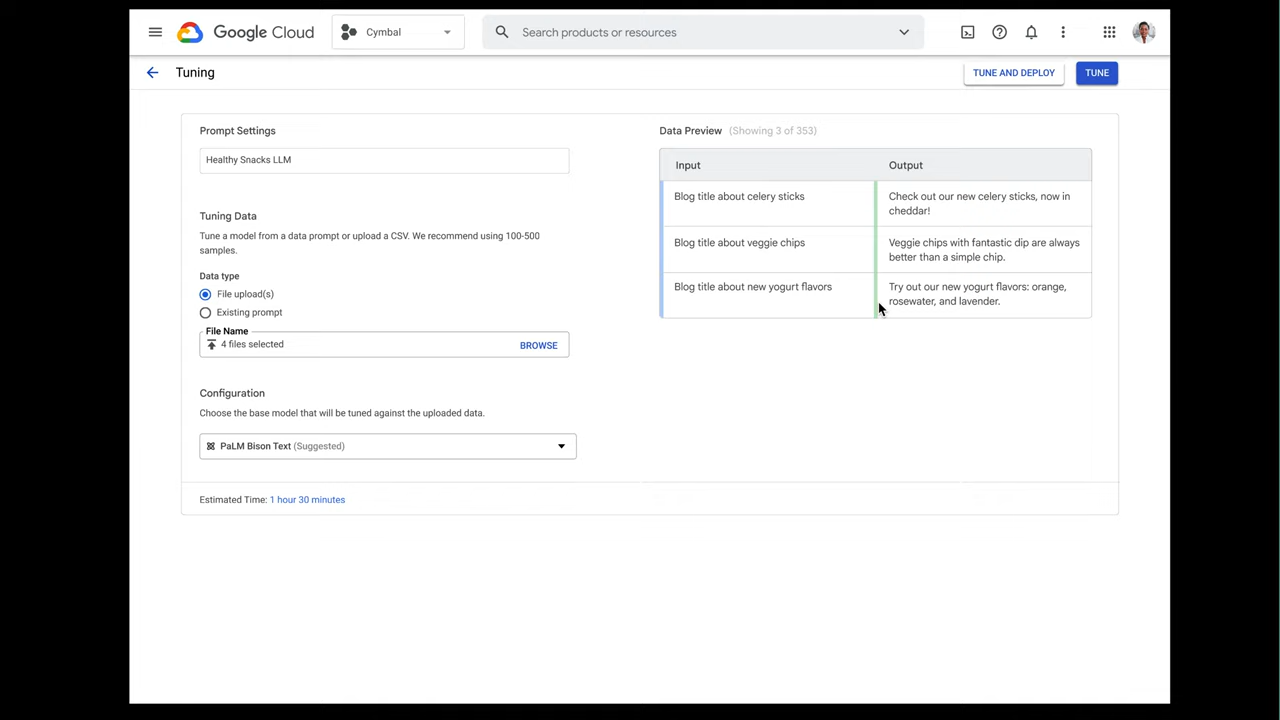 Google Cloud
Cymbal
Search products or resources
Tuning
TUNE AND DEPLOY
TUNE
Prompt Settings
Healthy Snacks LLM
Tuning Data
Tune a model from a data prompt or upload a CSV. We recommend using 100-500
samples.
Data type
File upload(s)
Existing prompt
File Name
4 files selected
BROWSE
Configuration
Choose the base model that will be tuned against the uploaded data.
PaLM Bison Text (Suggested)
Estimated Time: 1 hour 30 minutes
Data Preview (Showing 3 of 353)
Input
Output
Blog title about celery sticks
Check out our new celery sticks, now in
cheddar!
Blog title about veggie chips
Veggie chips with fantastic dip are always
better than a simple chip.
Blog title about new yogurt flavors
Try out our new yogurt flavors: orange,
rosewater, and lavender.